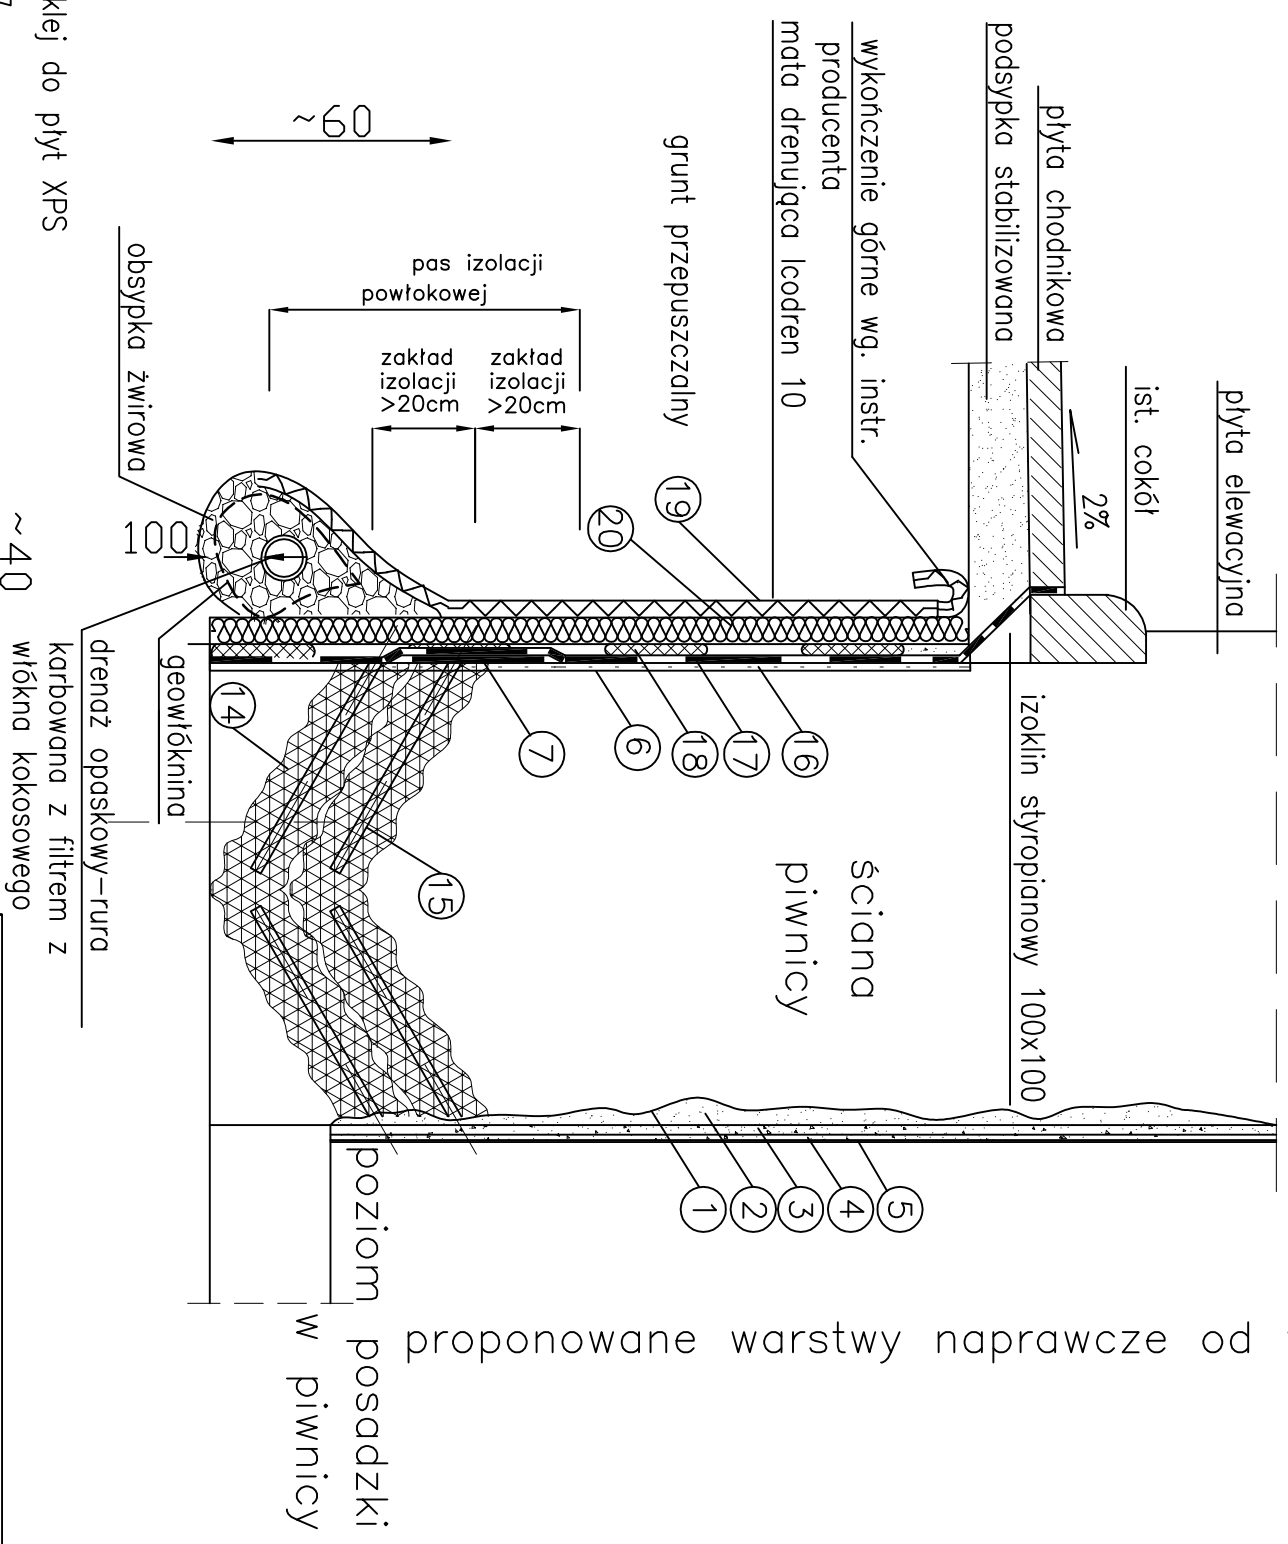 płyta elewacyjna
ist. cokół
2%
płyta chodnikowa
podsypka stabilizowana
wykończenie górne wg. instr.
producenta
mata drenująca Icodren 10
grunt przepuszczalny
izoklin styropianowy 100x100
ściana
piwnicy
19
20
16
17
18
6
7
15
14
1
2
3
4
5
pas izolacji
powłokowej
zakład
izolacji
>20cm
zakład
izolacji
>20cm
~60
100
~40
obsypka żwirowa
geowłóknina
drenaż opaskowy-rura
karbowana z filtrem z
włókna kokosowego
klej do płyt XPS
poziom posadzki
w piwnicy
proponowane warstwy naprawcze od